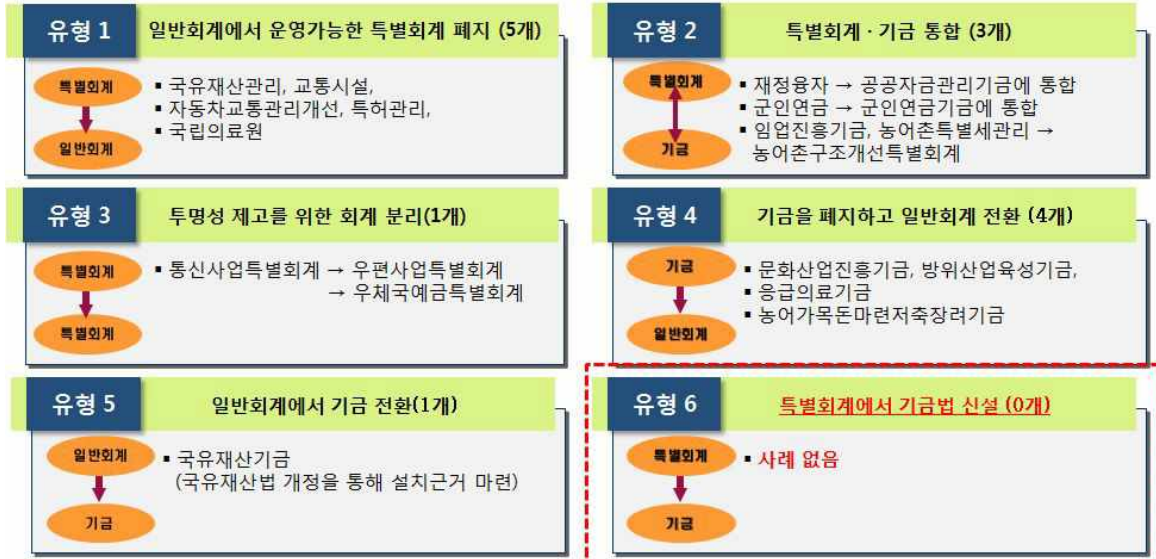 유형 1
일반회계에서 운영가능한 특별회계 폐지 (5개)
특별회계
일반회계
▪ 국유재산관리, 교통시설,
▪ 자동차교통관리개선, 특허관리,
▪ 국립의료원
유형 2
특별회계 · 기금 통합 (3개)
특별회계
기금
▪ 재정융자 → 공공자금관리기금에 통합
▪ 군인연금 → 군인연금기금에 통합
▪ 임업진흥기금, 농어촌특별세관리 →
농어촌구조개선특별회계
유형 3
투명성 제고를 위한 회계 분리(1개)
특별회계
특별회계
▪ 통신사업특별회계 → 우편사업특별회계
→ 우체국예금특별회계
유형 4
기금을 폐지하고 일반회계 전환 (4개)
기금
일반회계
▪ 문화산업진흥기금, 방위산업육성기금,
▪ 응급의료기금
▪ 농어가목돈마련저축장려기금
유형 5
일반회계에서 기금 전환(1개)
일반회계
기금
▪ 국유재산기금
(국유재산법 개정을 통해 설치근거 마련)
유형 6
특별회계에서 기금법 신설 (0개)
특별회계
기금
▪ 사례 없음